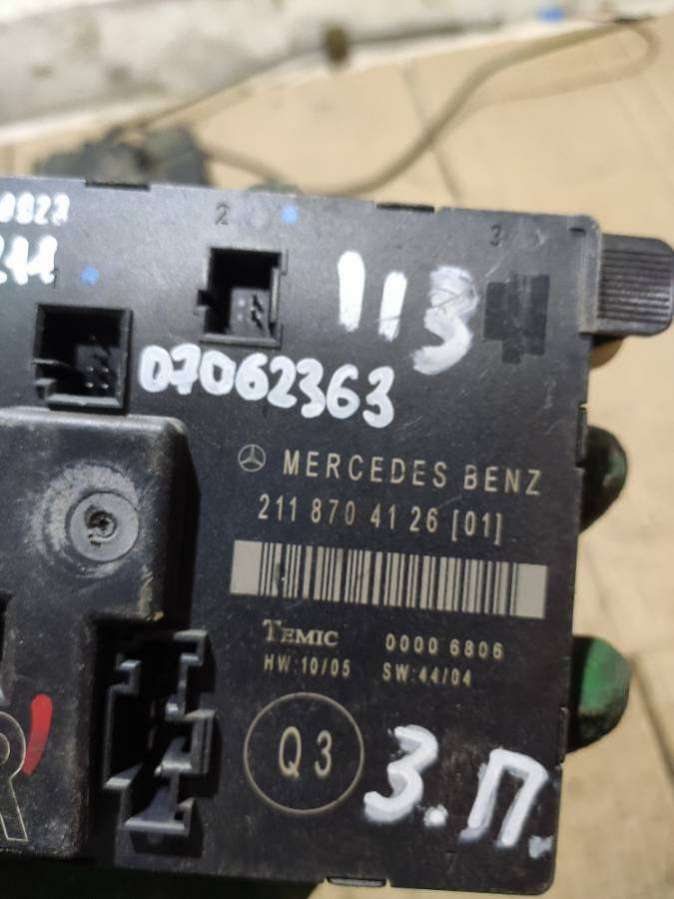 2
3
113
07062363
MERCEDES BENZ
211 870 41 26 [01]
TEMIC 0000 6806
HW:10/05 SW:44/04
Q3
З.П.
R